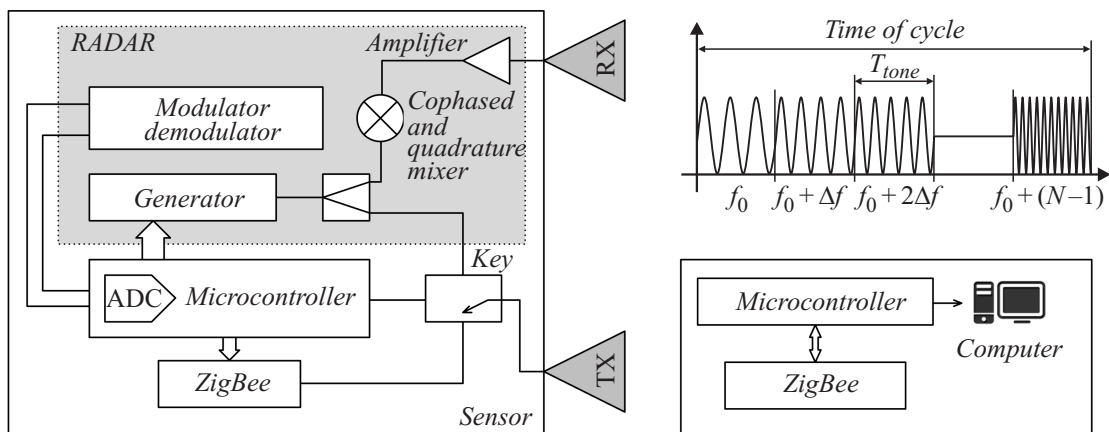 RADAR
Amplifier
RX
Modulator
demodulator
Cophased
and
quadrature
mixer
Generator
Key
ADC
Microcontroller
ZigBee
TX
Sensor
Time of cycle
T_tone
f_0
f_0 + Δf
f_0 + 2Δf
f_0 + (N–1)
Microcontroller
Computer
ZigBee